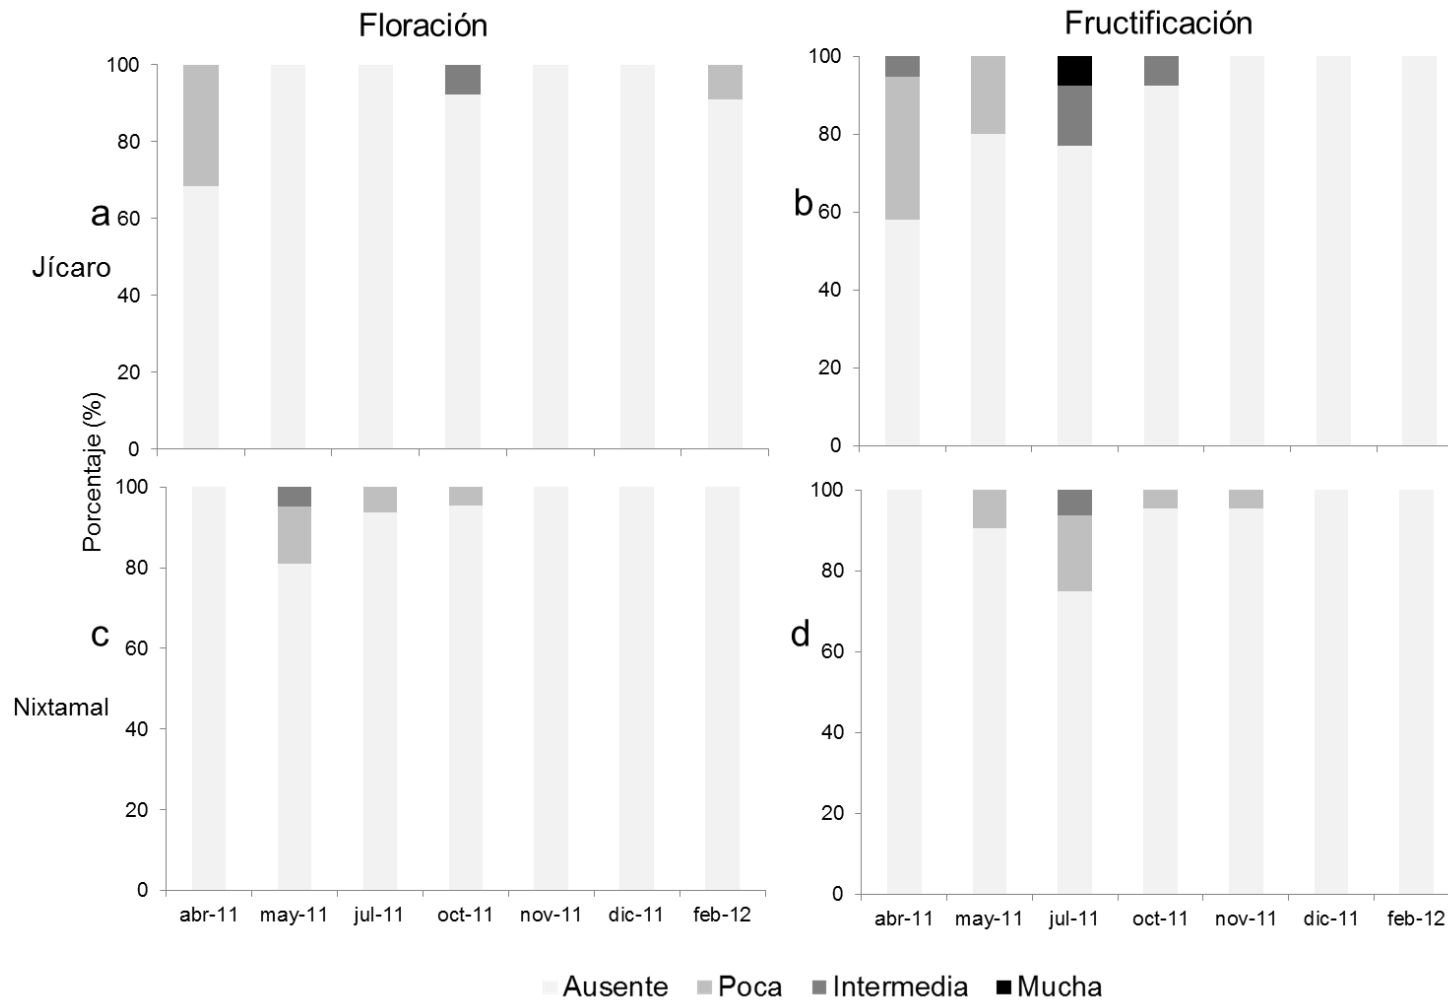 Floración
Fructificación
100
80
60
40
20
0
a
Jícaro
100
80
60
40
20
0
b
Porcentaje (%)
100
80
60
40
20
0
c
Nixtamal
abr-11 may-11 jul-11 oct-11 nov-11 dic-11 feb-12
100
80
60
40
20
0
d
abr-11 may-11 jul-11 oct-11 nov-11 dic-11 feb-12
Ausente Poca Intermedia Mucha